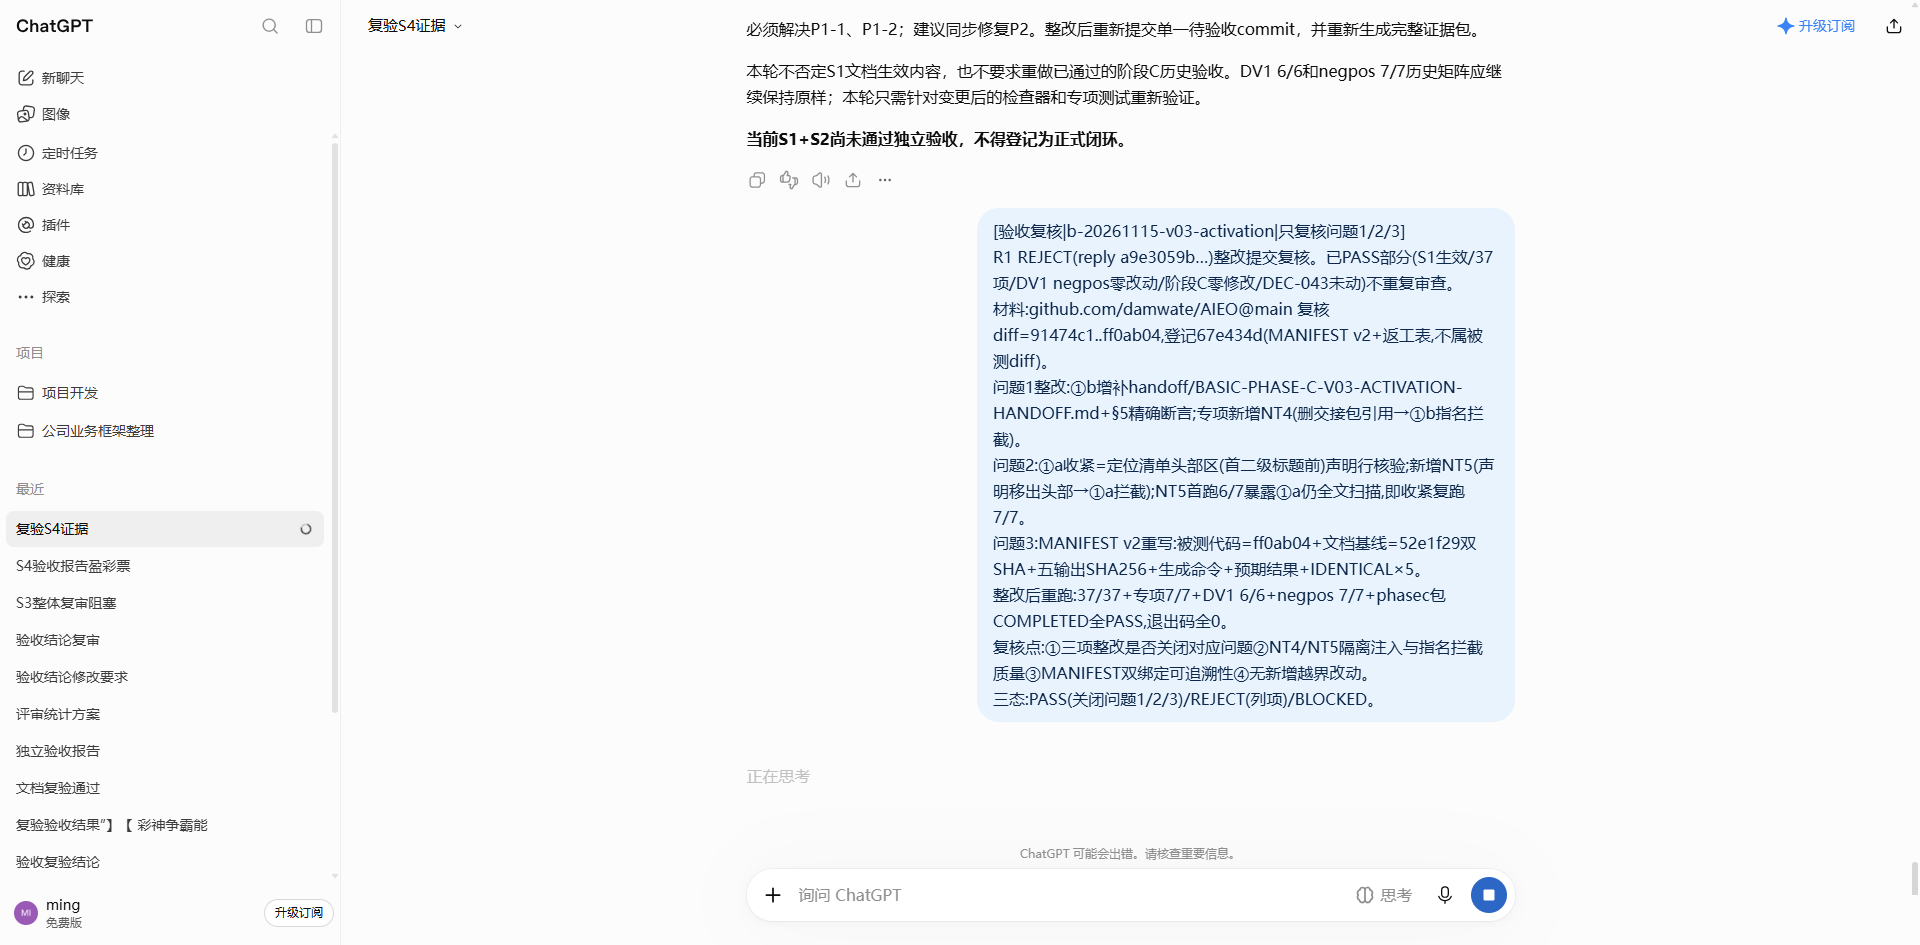 ChatGPT
新聊天
图像
定时任务
资料库
插件
健康
探索
项目
项目开发
公司业务框架整理
最近
复验S4证据
S4验收报告盈彩票
S3整体复审阻塞
验收结论复审
验收结论修改要求
评审统计方案
独立验收报告
文档复验通过
复验验收结果”】【 彩神争霸能
验收复验结论
MI
ming
免费版
升级订阅
复验S4证据
升级订阅
必须解决P1-1、P1-2；建议同步修复P2。整改后重新提交单一待验收commit，并重新生成完整证据包。
本轮不否定S1文档生效内容，也不要求重做已通过的阶段C历史验收。DV1 6/6和negpos 7/7历史矩阵应继
续保持原样；本轮只需针对变更后的检查器和专项测试重新验证。
当前S1+S2尚未通过独立验收，不得登记为正式闭环。
[验收复核|b-20261115-v03-activation|只复核问题1/2/3]
R1 REJECT(reply a9e3059b...)整改提交复核。已PASS部分(S1生效/37
项/DV1 negpos零改动/阶段C零修改/DEC-043未动)不重复审查。
材料:github.com/damwate/AIEO@main 复核
diff=91474c1..ff0ab04,登记67e434d(MANIFEST v2+返工表,不属被
测diff)。
问题1整改:①b增补handoff/BASIC-PHASE-C-V03-ACTIVATION-
HANDOFF.md+§5精确断言;专项新增NT4(删交接包引用→①b指名拦
截)。
问题2:①a收紧=定位清单头部区(首二级标题前)声明行核验;新增NT5(声
明移出头部→①a拦截);NT5首跑6/7暴露①a仍全文扫描,即收紧复跑
7/7。
问题3:MANIFEST v2重写:被测代码=ff0ab04+文档基线=52e1f29双
SHA+五输出SHA256+生成命令+预期结果+IDENTICAL×5。
整改后重跑:37/37+专项7/7+DV1 6/6+negpos 7/7+phasec包
COMPLETED全PASS,退出码全0。
复核点:①三项整改是否关闭对应问题②NT4/NT5隔离注入与指名拦截
质量③MANIFEST双绑定可追溯性④无新增越界改动。
三态:PASS(关闭问题1/2/3)/REJECT(列项)/BLOCKED。
正在思考
ChatGPT 可能会出错。请核查重要信息。
询问 ChatGPT
思考